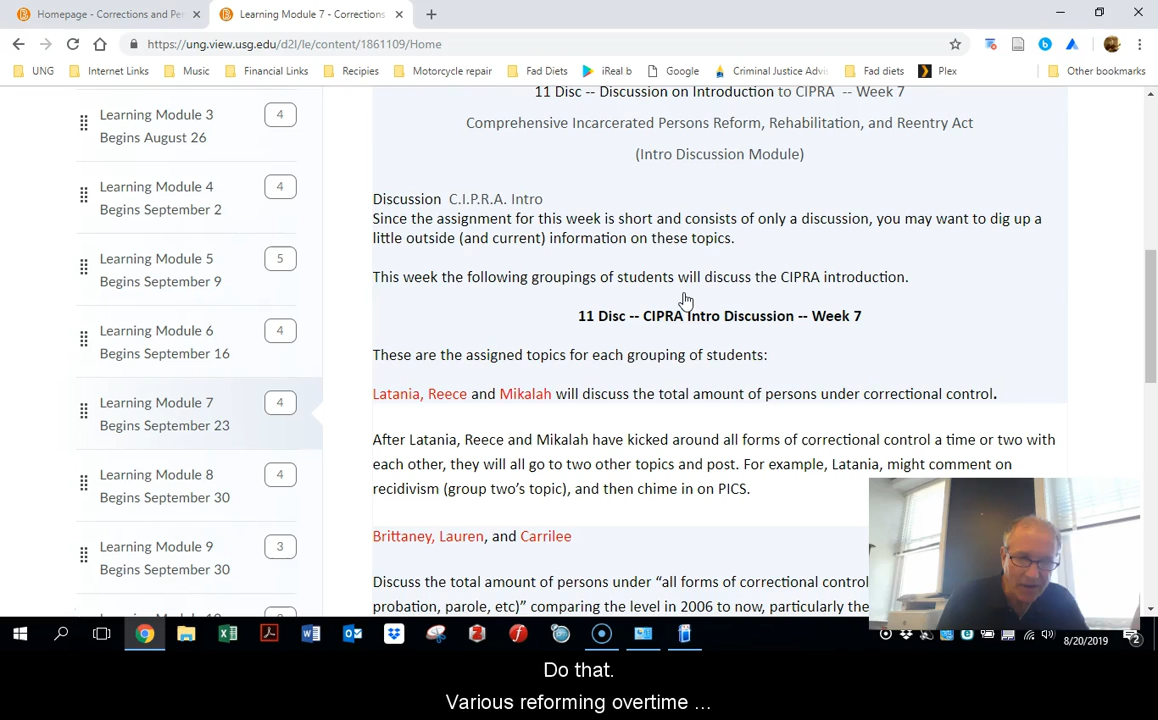 Homepage - Corrections and Pe
Learning Module 7 - Corrections
https://ung.view.usg.edu/d2l/le/content/1861109/Home
UNG
Internet Links
Music
Financial Links
Recipies
Motorcycle repair
Fad Diets
iReal b
Google
Criminal Justice Advi
Fad diets
Plex
Other bookmarks
Learning Module 3
Begins August 26
4
Learning Module 4
Begins September 2
4
Learning Module 5
Begins September 9
5
Learning Module 6
Begins September 16
4
Learning Module 7
Begins September 23
4
Learning Module 8
Begins September 30
4
Learning Module 9
Begins September 30
3
11 Disc -- Discussion on Introduction to CIPRA -- Week 7
Comprehensive Incarcerated Persons Reform, Rehabilitation, and Reentry Act
(Intro Discussion Module)
Discussion C.I.P.R.A. Intro
Since the assignment for this week is short and consists of only a discussion, you may want to dig up a
little outside (and current) information on these topics.
This week the following groupings of students will discuss the CIPRA introduction.
11 Disc -- CIPRA Intro Discussion -- Week 7
These are the assigned topics for each grouping of students:
Latania, Reece and Mikalah will discuss the total amount of persons under correctional control.
After Latania, Reece and Mikalah have kicked around all forms of correctional control a time or two with
each other, they will all go to two other topics and post. For example, Latania, might comment on
recidivism (group two's topic), and then chime in on PICS.
Brittaney, Lauren, and Carrilee
Discuss the total amount of persons under “all forms of correctional control
probation, parole, etc)” comparing the level in 2006 to now, particularly the
8/20/2019
2
Do that.
Various reforming overtime ...